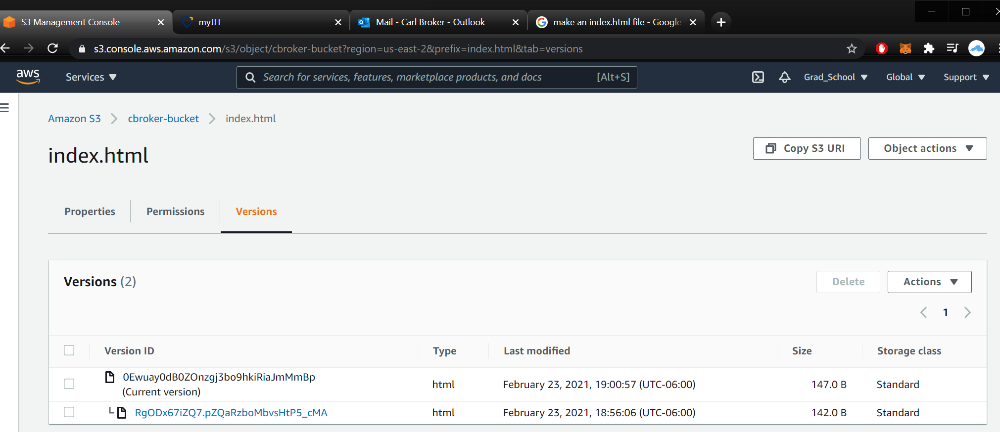 S3 Management Console
myJH
Mail - Carl Broker - Outlook
make an index.html file - Google
s3.console.aws.amazon.com/s3/object/cbroker-bucket?region=us-east-2&prefix=index.html&tab=versions
aws
Services
Search for services, features, marketplace products, and docs
[Alt+S]
Grad_School
Global
Support
Amazon S3
cbroker-bucket
index.html
index.html
Copy S3 URI
Object actions
Properties
Permissions
Versions
Versions (2)
Delete
Actions
1
Version ID
Type
Last modified
Size
Storage class
0Ewuay0dB0ZOnzgj3bo9hkiRiaJmMmBp
(Current version)
html
February 23, 2021, 19:00:57 (UTC-06:00)
147.0 B
Standard
RgODx67iZQ7.pZQaRzboMbvsHtP5_cMA
html
February 23, 2021, 18:56:06 (UTC-06:00)
142.0 B
Standard